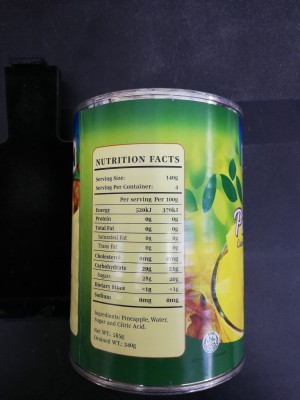 NUTRITION FACTS
Serving Size: 140g
Serving Per Container: 4
Per serving Per 100g
Energy 520kJ 370kJ
Protein 0g 0g
Total Fat 0g 0g
Saturated Fat 0g 0g
Trans Fat 0g 0g
Cholesterol 0mg 0mg
Carbohydrate 29g 21g
Sugars 28g 20g
Dietary Fiber <1g <1g
Sodium 0mg 0mg
Ingredients: Pineapple, Water,
Sugar and Citric Acid.
Net WT.: 565g
Drained WT.: 340g
P